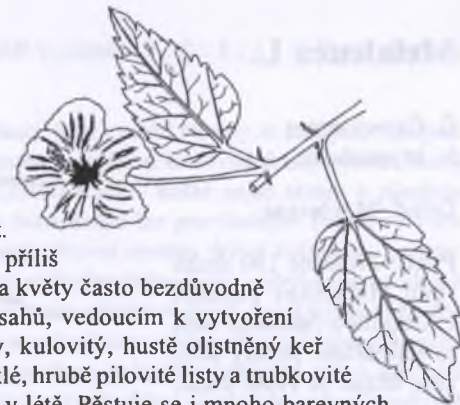 příliš
a květy často bezdůvodně
sahů, vedoucím k vytvoření
, kulovitý, hustě olistněný keř
klé, hrubě pilovité listy a trubkovité
v létě. Pěstuje se i mnoho barevných